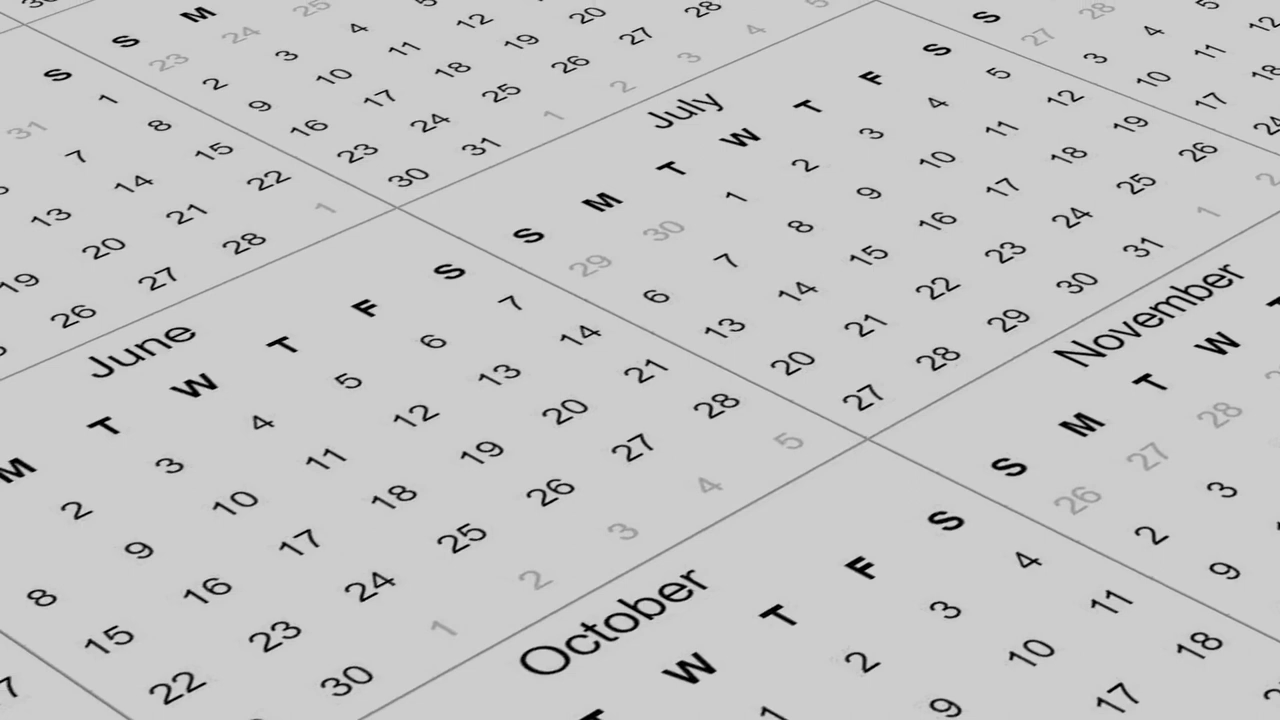 S
31 1
7 8
13 14 15
19 20 21 22
26 27 28 1
S M
23 24 25
2 3 4 5
9 10 11 12
16 17 18 19 20
23 24 25 26 27 28
30 31 1 2 3 4 5
June
M T W T F S
2 3 4 5 6 7
8 9 10 11 12 13 14
15 16 17 18 19 20 21
22 23 24 25 26 27 28
30 1 2 3 4 5
July
S M T W T F S
29 30 1 2 3 4 5
6 7 8 9 10 11 12
13 14 15 16 17 18 19
20 21 22 23 24 25 26
27 28 29 30 31 1 2
S
27 28
3 4 5
10 11 12
17 18
24
October
T W T F S
1 2 3 4
9 10 11
17 18
November
S M T W T
26 27 28
2 3
9